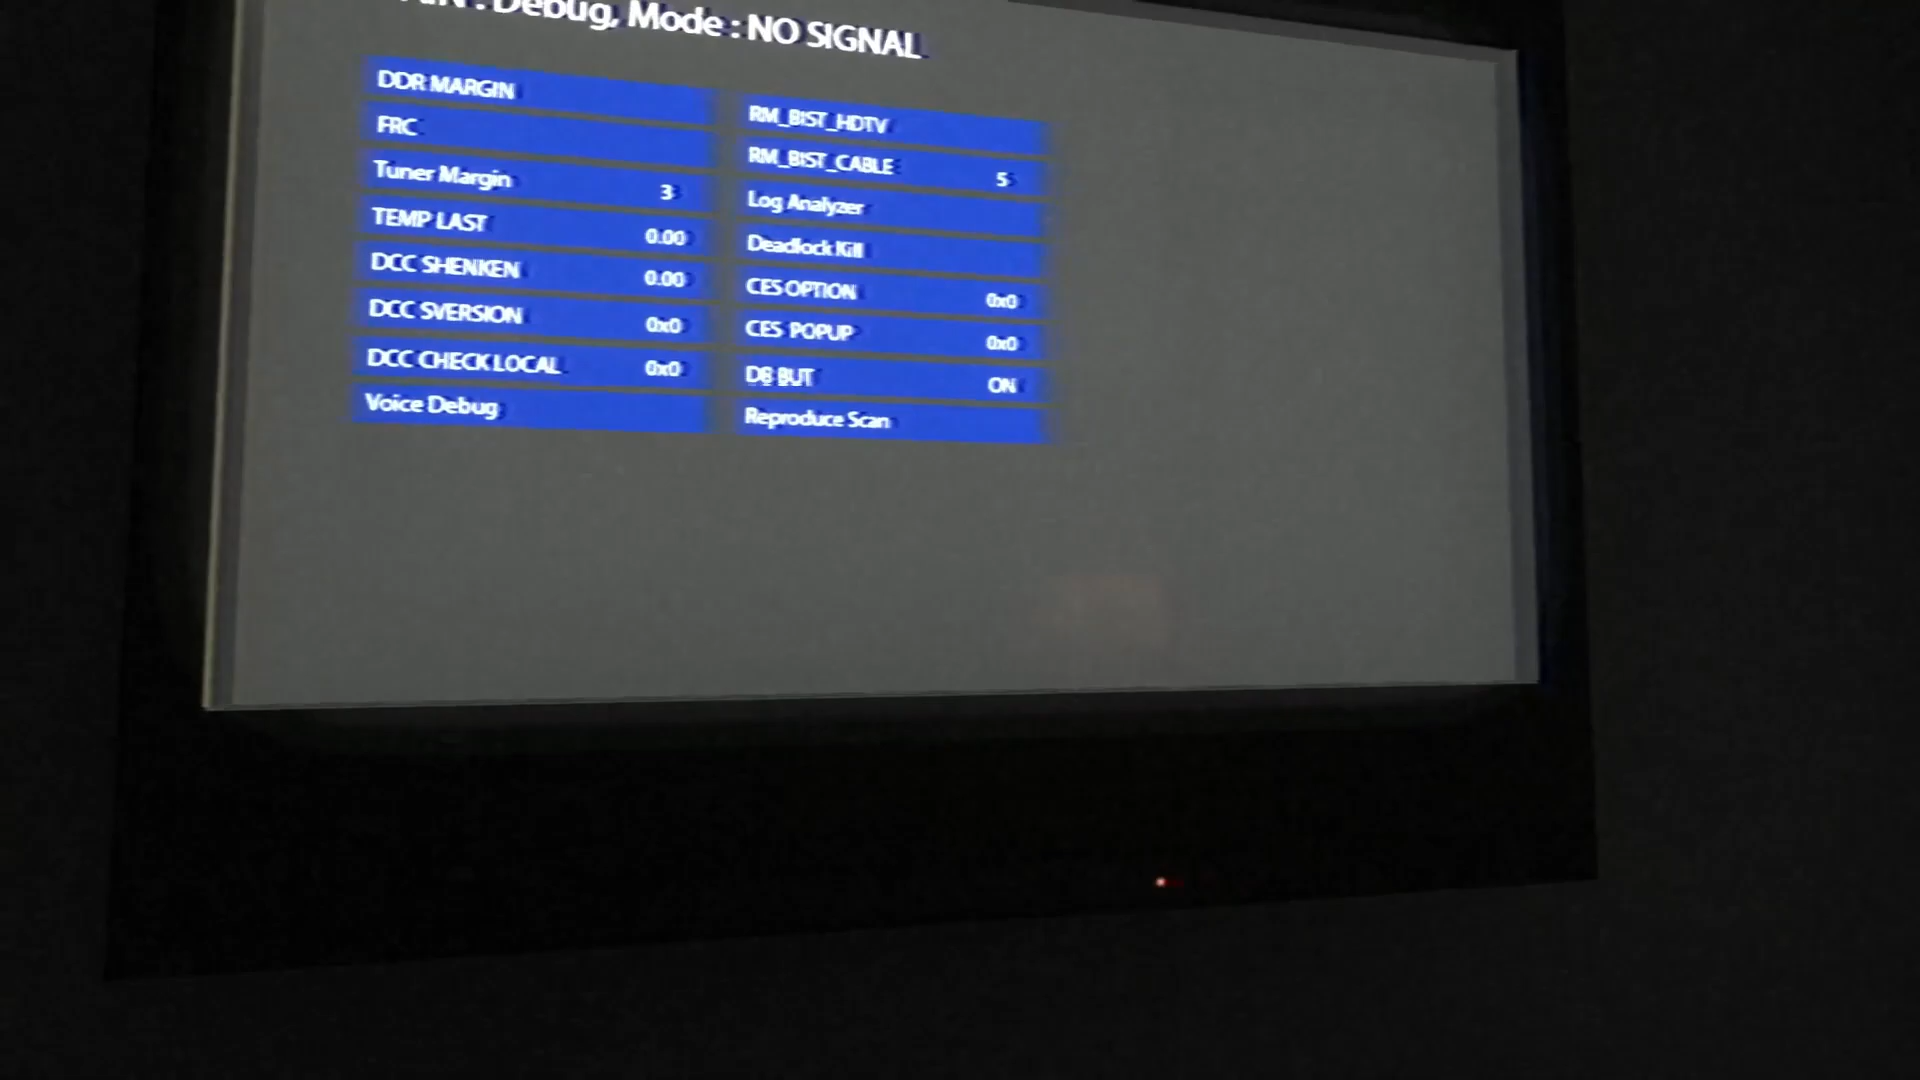 : Debug, Mode : NO SIGNAL
DDR MARGIN
FRC
Tuner Margin 3
TEMP LAST 0.00
DCC SHENKEN 0.00
DCC SVERSION 0x0
DCC CHECK LOCAL 0x0
Voice Debug
RM_BIST_HDTV
RM_BIST_CABLE 5
Log Analyzer
Deadlock Kill
CES OPTION 0x0
CES POPUP 0x0
DB BUT ON
Reproduce Scan